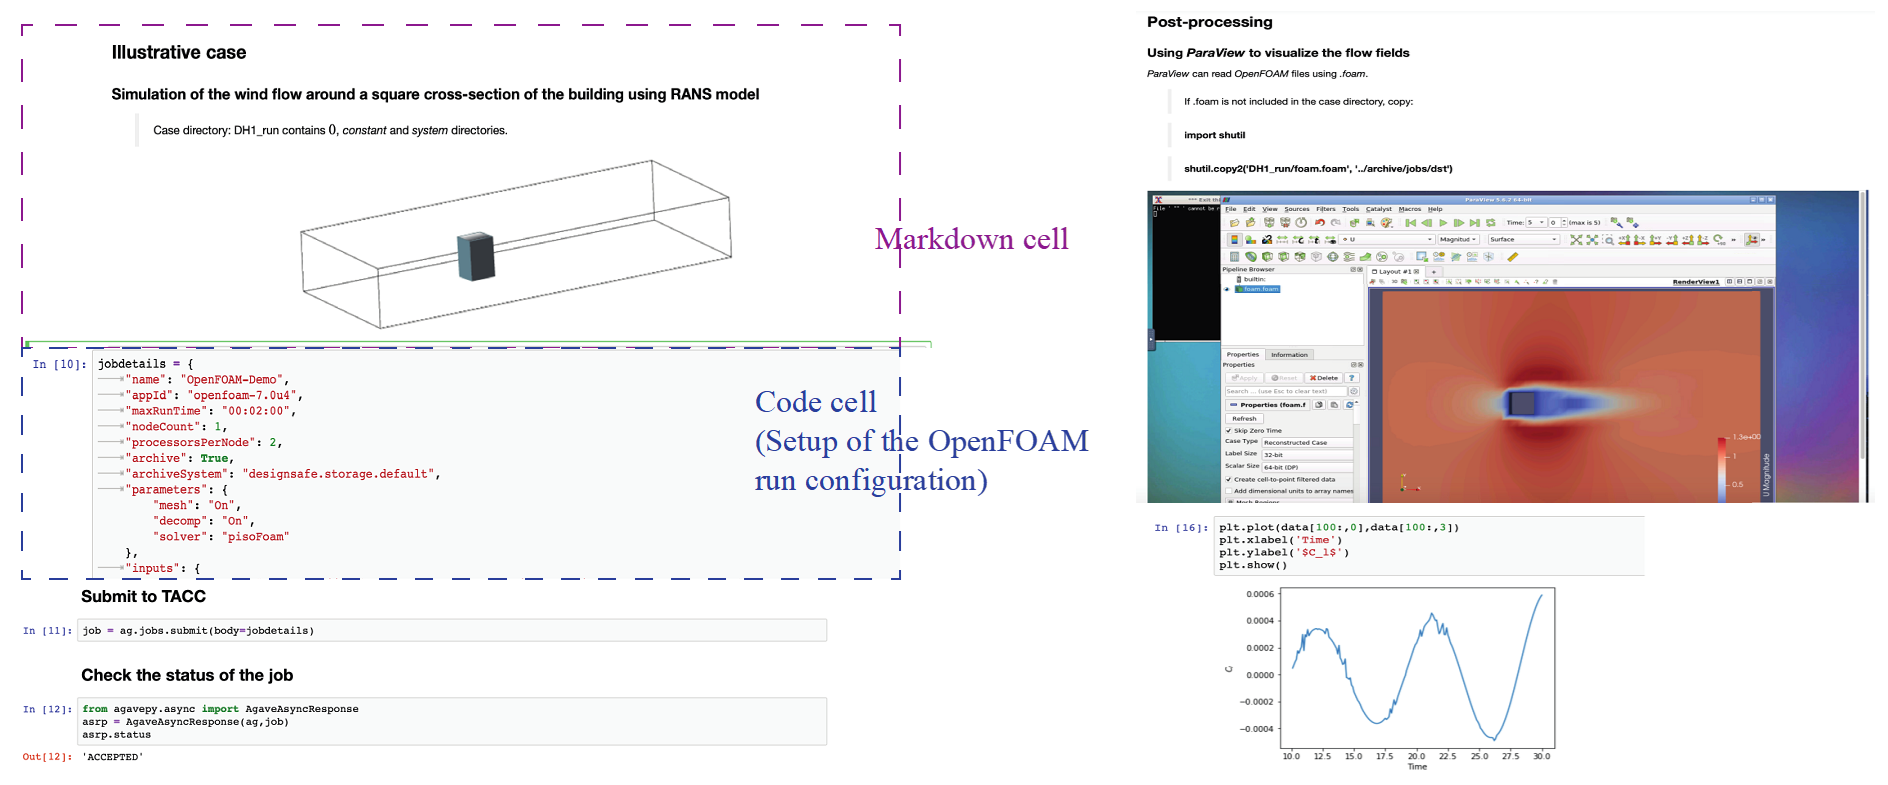 Illustrative case
Simulation of the wind flow around a square cross-section of the building using RANS model
Case directory: DH1_run contains 0, constant and system directories.
Markdown cell
In [10]:
jobdetails = {
"name": "OpenFOAM-Demo",
"appId": "openfoam-7.0u4",
"maxRunTime": "00:02:00",
"nodeCount": 1,
"processorsPerNode": 2,
"archive": True,
"archiveSystem": "designsafe.storage.default",
"parameters": {
"mesh": "On",
"decomp": "On",
"solver": "pisoFoam"
},
"inputs": {
Code cell
(Setup of the OpenFOAM
run configuration)
Submit to TACC
In [11]: job = ag.jobs.submit(body=jobdetails)
Check the status of the job
In [12]: from agavepy.async import AgaveAsyncResponse
asrp = AgaveAsyncResponse(ag,job)
asrp.status
Out[12]: 'ACCEPTED'
Post-processing
Using ParaView to visualize the flow fields
ParaView can read OpenFOAM files using .foam.
If .foam is not included in the case directory, copy:
import shutil
shutil.copy2('DH1_run/foam.foam', '../archive/jobs/dst')
ParaView 5.6.2 64-bit
File Edit View Sources Filters Tools Catalyst Macros Help
Time: 5 0 (max is 5)
U Magnitud Surface
Pipeline Browser
builtin:
foam.foam
Layout #1
RenderView1
Properties Information
Properties
Apply Reset Delete ?
Search ... (use Esc to clear text)
Properties (foam.f
Refresh
Skip Zero Time
Case Type Reconstructed Case
Label Size 32-bit
Scalar Size 64-bit (DP)
Create cell-to-point filtered data
Add dimensional units to array names
Mesh Regions
1.3e+00
1
0.5
U Magnitude
In [16]: plt.plot(data[100:,0],data[100:,3])
plt.xlabel('Time')
plt.ylabel('$C_l$')
plt.show()
0.0006
0.0004
0.0002
0.0000
−0.0002
−0.0004
Cl
10.0 12.5 15.0 17.5 20.0 22.5 25.0 27.5 30.0
Time